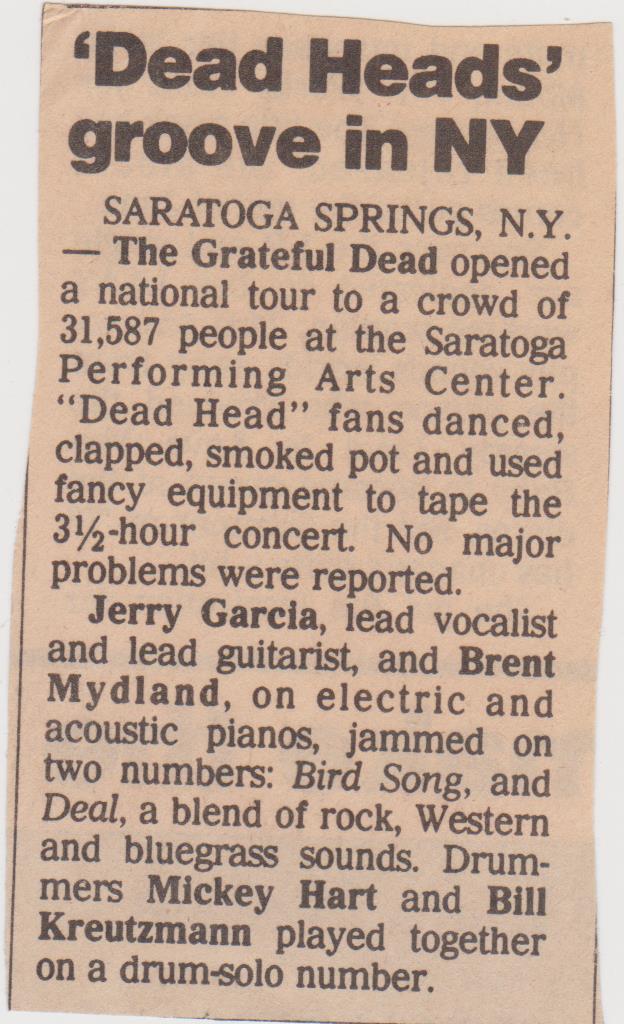 ‘Dead Heads’
groove in NY
SARATOGA SPRINGS, N.Y.
— The Grateful Dead opened
a national tour to a crowd of
31,587 people at the Saratoga
Performing Arts Center.
“Dead Head” fans danced,
clapped, smoked pot and used
fancy equipment to tape the
3½-hour concert. No major
problems were reported.
Jerry Garcia, lead vocalist
and lead guitarist, and Brent
Mydland, on electric and
acoustic pianos, jammed on
two numbers: Bird Song, and
Deal, a blend of rock, Western
and bluegrass sounds. Drum-
mers Mickey Hart and Bill
Kreutzmann played together
on a drum-solo number.